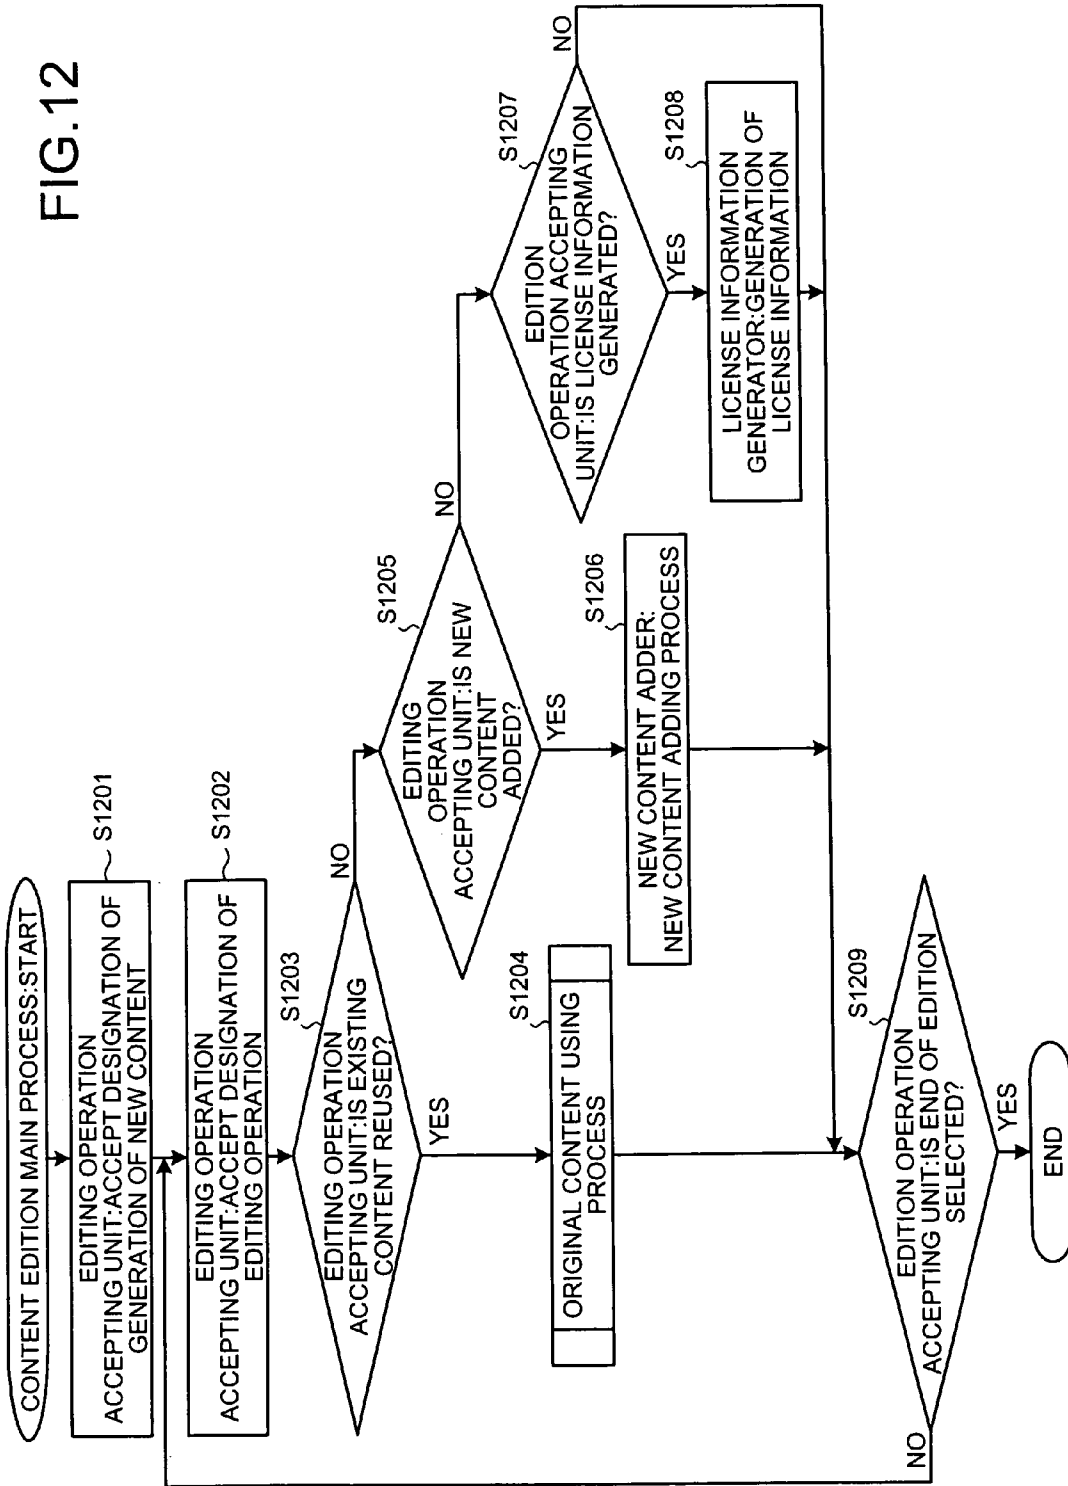 FIG.12
CONTENT EDITION MAIN PROCESS:START
EDITING OPERATION
ACCEPTING UNIT:ACCEPT DESIGNATION OF
GENERATION OF NEW CONTENT
S1201
EDITING OPERATION
ACCEPTING UNIT:ACCEPT DESIGNATION OF
EDITING OPERATION
S1202
EDITING OPERATION
ACCEPTING UNIT:IS EXISTING
CONTENT REUSED?
S1203
NO
YES
ORIGINAL CONTENT USING
PROCESS
S1204
EDITING
OPERATION
ACCEPTING UNIT:IS NEW
CONTENT
ADDED?
S1205
NO
YES
NEW CONTENT ADDER:
NEW CONTENT ADDING PROCESS
S1206
EDITION
OPERATION ACCEPTING
UNIT:IS LICENSE INFORMATION
GENERATED?
S1207
NO
YES
LICENSE INFORMATION
GENERATOR:GENERATION OF
LICENSE INFORMATION
S1208
EDITION OPERATION
ACCEPTING UNIT:IS END OF EDITION
SELECTED?
S1209
NO
YES
END